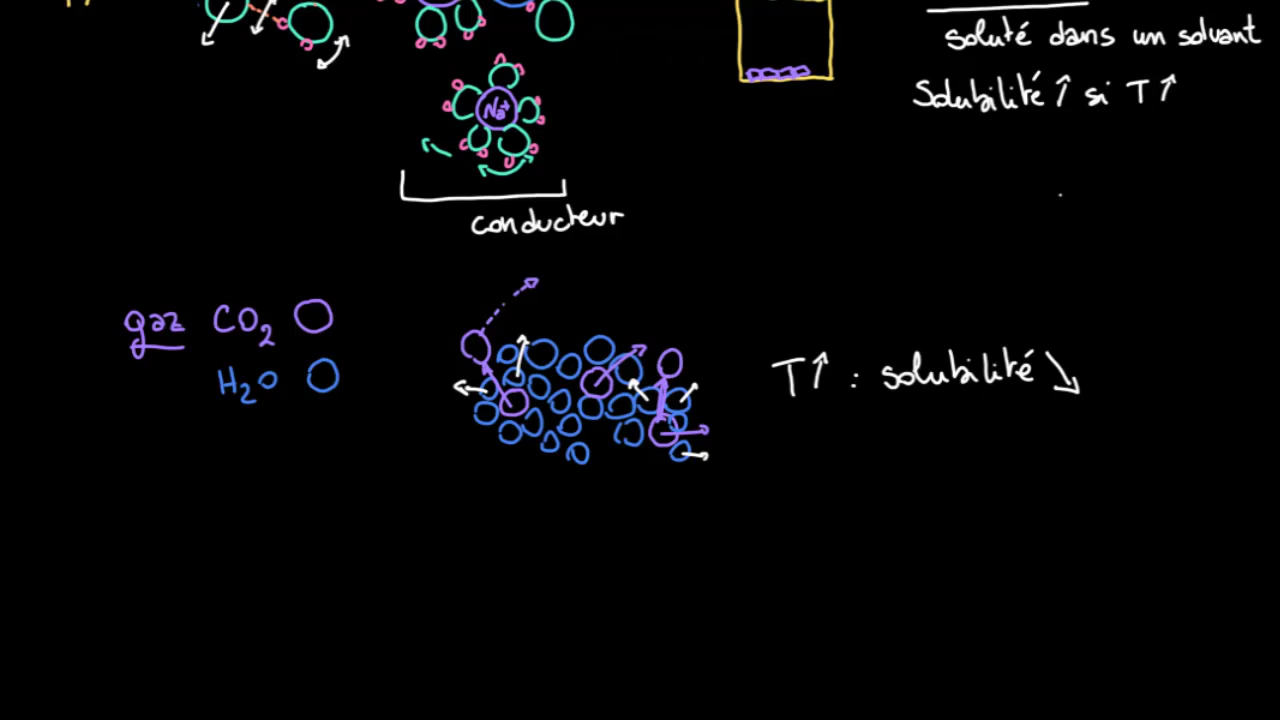 soluté dans un solvant
Solubilité ↑ si T ↑
Na⁺
conducteur
gaz CO₂
H₂O
T ↑ : solubilité ↘